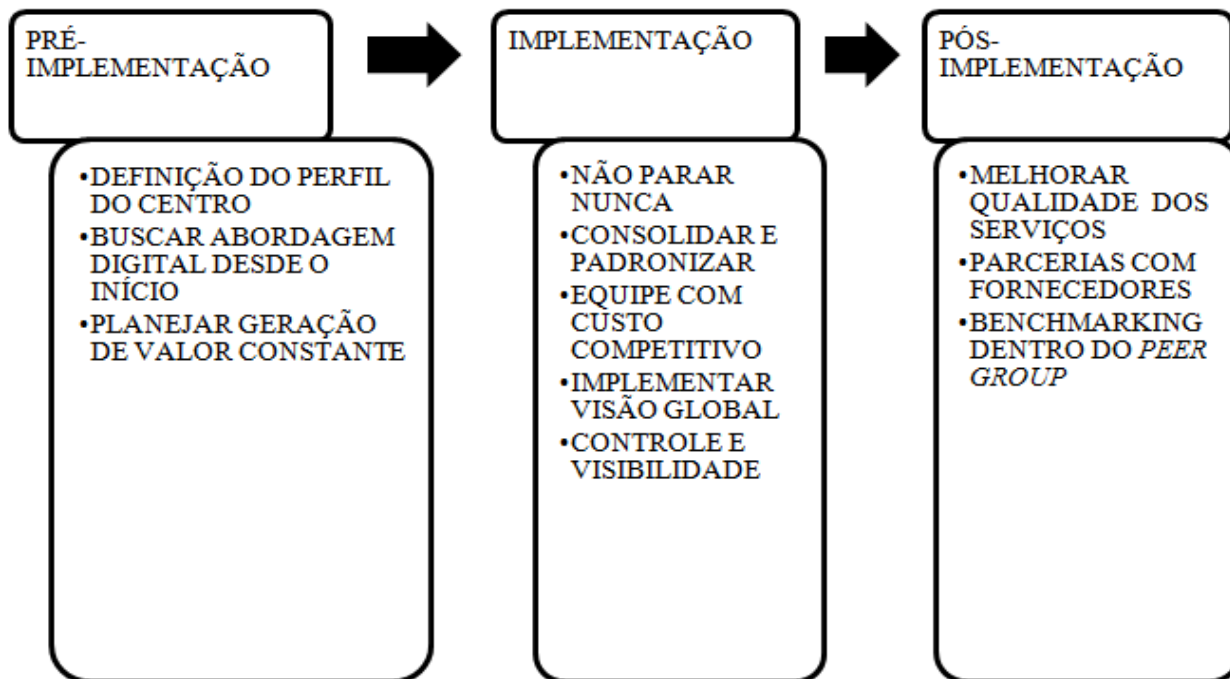 PRÉ-
IMPLEMENTAÇÃO
•DEFINIÇÃO DO PERFIL
DO CENTRO
•BUSCAR ABORDAGEM
DIGITAL DESDE O
INÍCIO
•PLANEJAR GERAÇÃO
DE VALOR CONSTANTE
IMPLEMENTAÇÃO
•NÃO PARAR
NUNCA
•CONSOLIDAR E
PADRONIZAR
•EQUIPE COM
CUSTO
COMPETITIVO
•IMPLEMENTAR
VISÃO GLOBAL
•CONTROLE E
VISIBILIDADE
PÓS-
IMPLEMENTAÇÃO
•MELHORAR
QUALIDADE DOS
SERVIÇOS
•PARCERIAS COM
FORNECEDORES
•BENCHMARKING
DENTRO DO PEER
GROUP